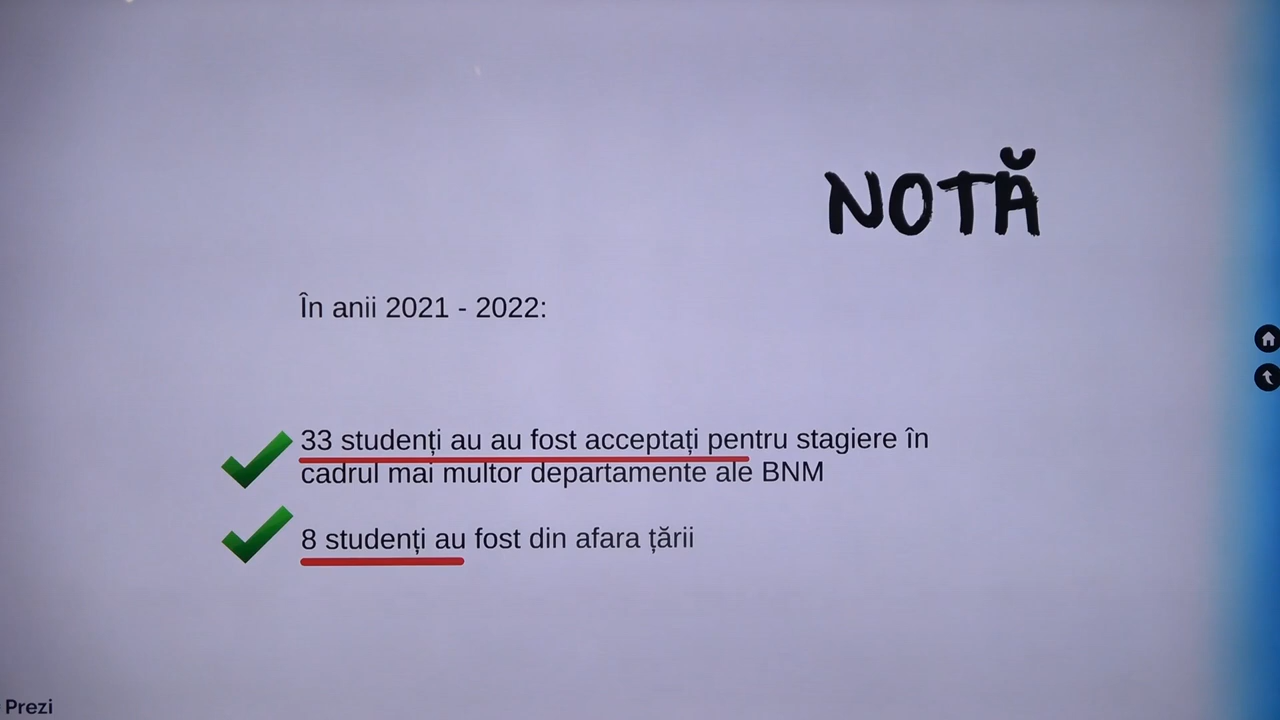 NOTĂ
În anii 2021 - 2022:
33 studenți au au fost acceptați pentru stagiere în
cadrul mai multor departamente ale BNM
8 studenți au fost din afara țării
Prezi